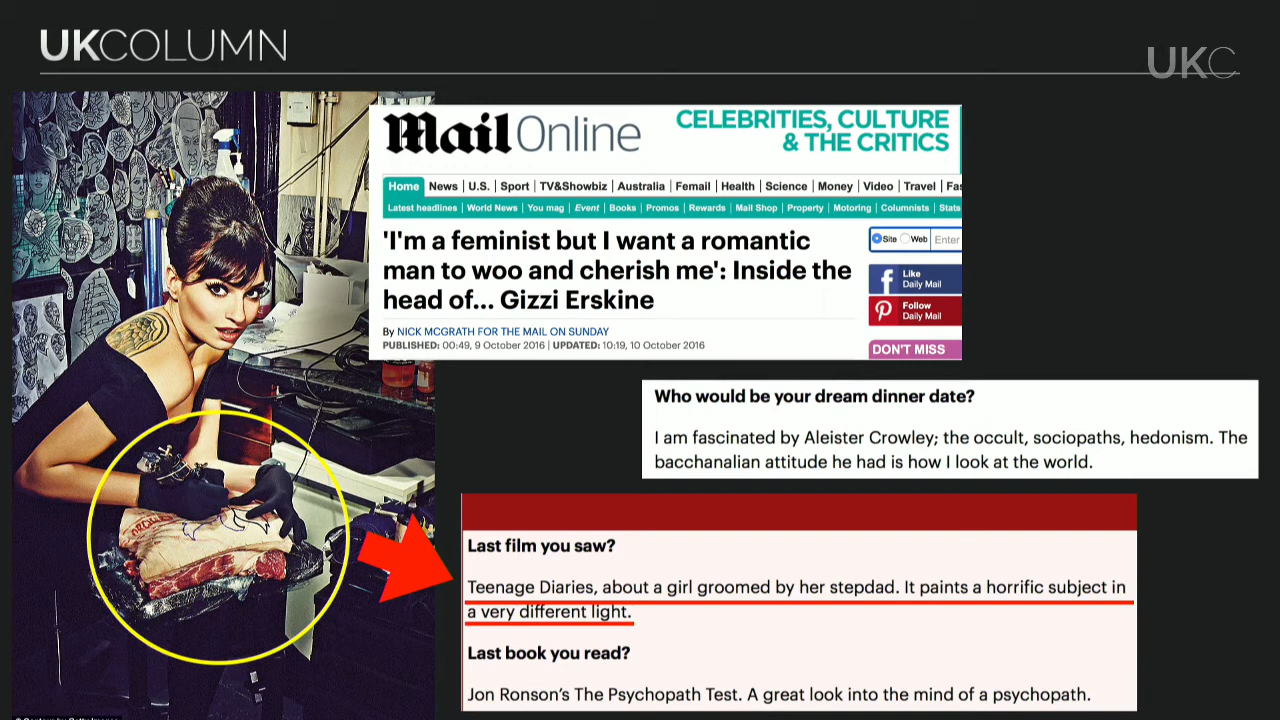 UKCOLUMN
UKC
Mail Online
CELEBRITIES, CULTURE
& THE CRITICS
Home News U.S. Sport TV&Showbiz Australia Femail Health Science Money Video Travel Fas
Latest headlines World News You mag Event Books Promos Rewards Mail Shop Property Motoring Columnists Stats
'I'm a feminist but I want a romantic
man to woo and cherish me': Inside the
head of... Gizzi Erskine
By NICK MCGRATH FOR THE MAIL ON SUNDAY
PUBLISHED: 00:49, 9 October 2016 | UPDATED: 10:19, 10 October 2016
Site Web Enter
Like
Daily Mail
Follow
Daily Mail
DON'T MISS
Who would be your dream dinner date?
I am fascinated by Aleister Crowley; the occult, sociopaths, hedonism. The
bacchanalian attitude he had is how I look at the world.
Last film you saw?
Teenage Diaries, about a girl groomed by her stepdad. It paints a horrific subject in
a very different light.
Last book you read?
Jon Ronson's The Psychopath Test. A great look into the mind of a psychopath.